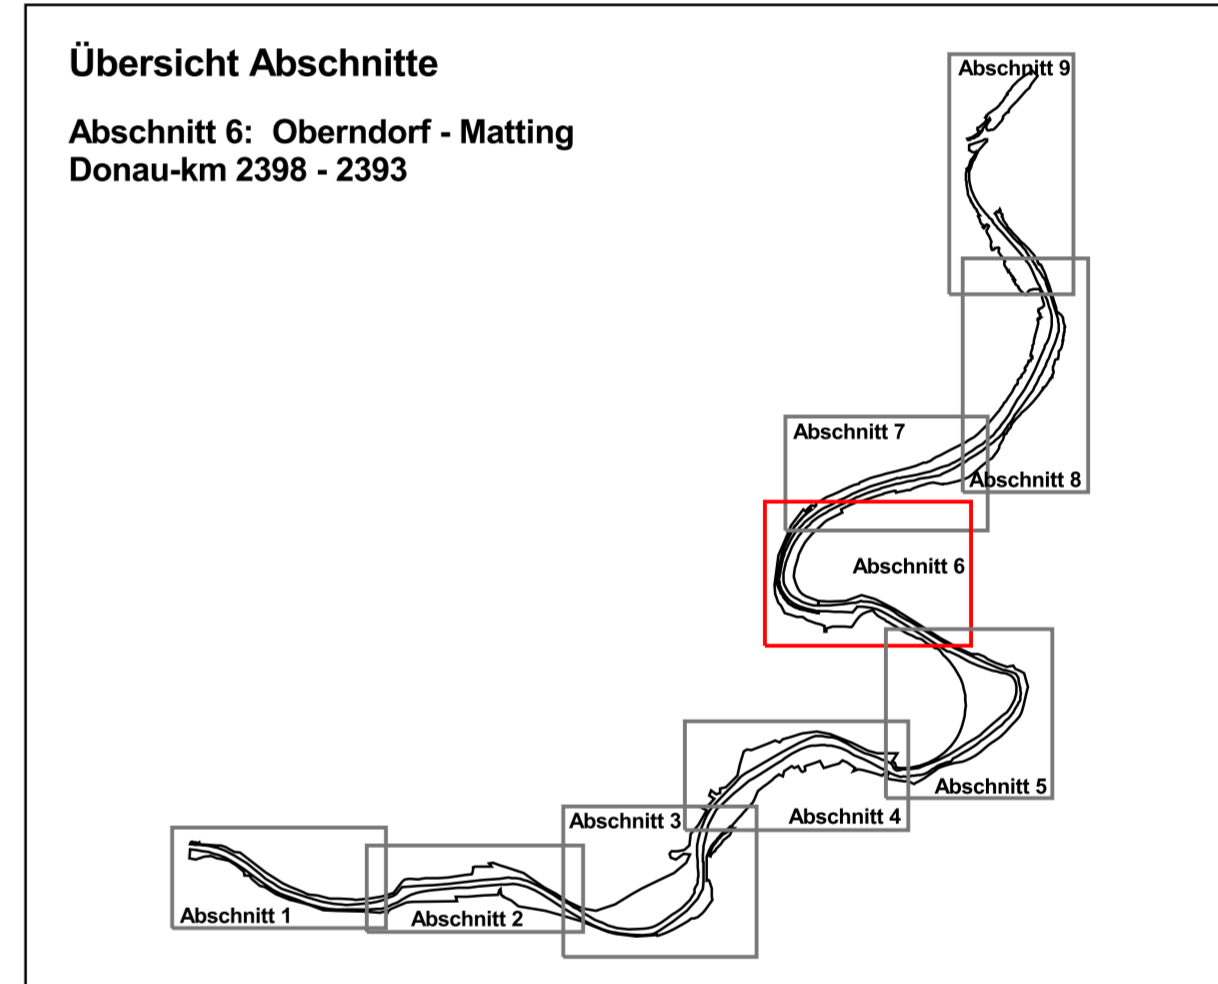 Übersicht Abschnitte
Abschnitt 6:  Oberndorf - Matting
Donau-km 2398 - 2393
Abschnitt 9
Abschnitt 7
Abschnitt 8
Abschnitt 6
Abschnitt 5
Abschnitt 3
Abschnitt 4
Abschnitt 1
Abschnitt 2